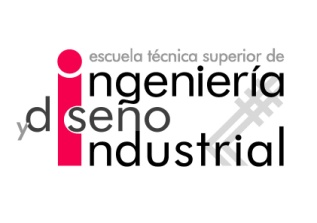 escuela técnica superior de
ingeniería
y diseño
industrial